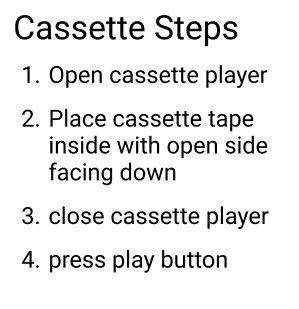 Cassette Steps
1. Open cassette player
2. Place cassette tape
inside with open side
facing down
3. close cassette player
4. press play button